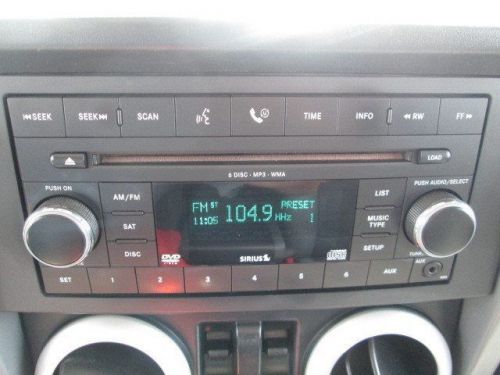 SEEK
SEEK
SCAN
TIME
INFO
RW
FF
LOAD
6 DISC · MP3 · WMA
PUSH ON
PUSH AUDIO/SELECT
AM/FM
FM ST
104.9
PRESET
LIST
11:05
MHz
1
MUSIC TYPE
SAT
DISC
DVD
SIRIUS
SETUP
SET
1
2
3
4
5
6
AUX
TUNE
AUX